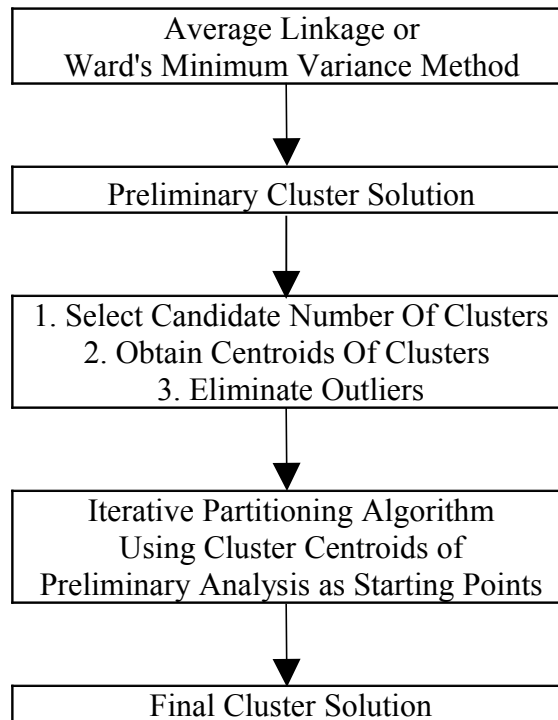 Average Linkage or
Ward's Minimum Variance Method
Preliminary Cluster Solution
1. Select Candidate Number Of Clusters
2. Obtain Centroids Of Clusters
3. Eliminate Outliers
Iterative Partitioning Algorithm
Using Cluster Centroids of
Preliminary Analysis as Starting Points
Final Cluster Solution